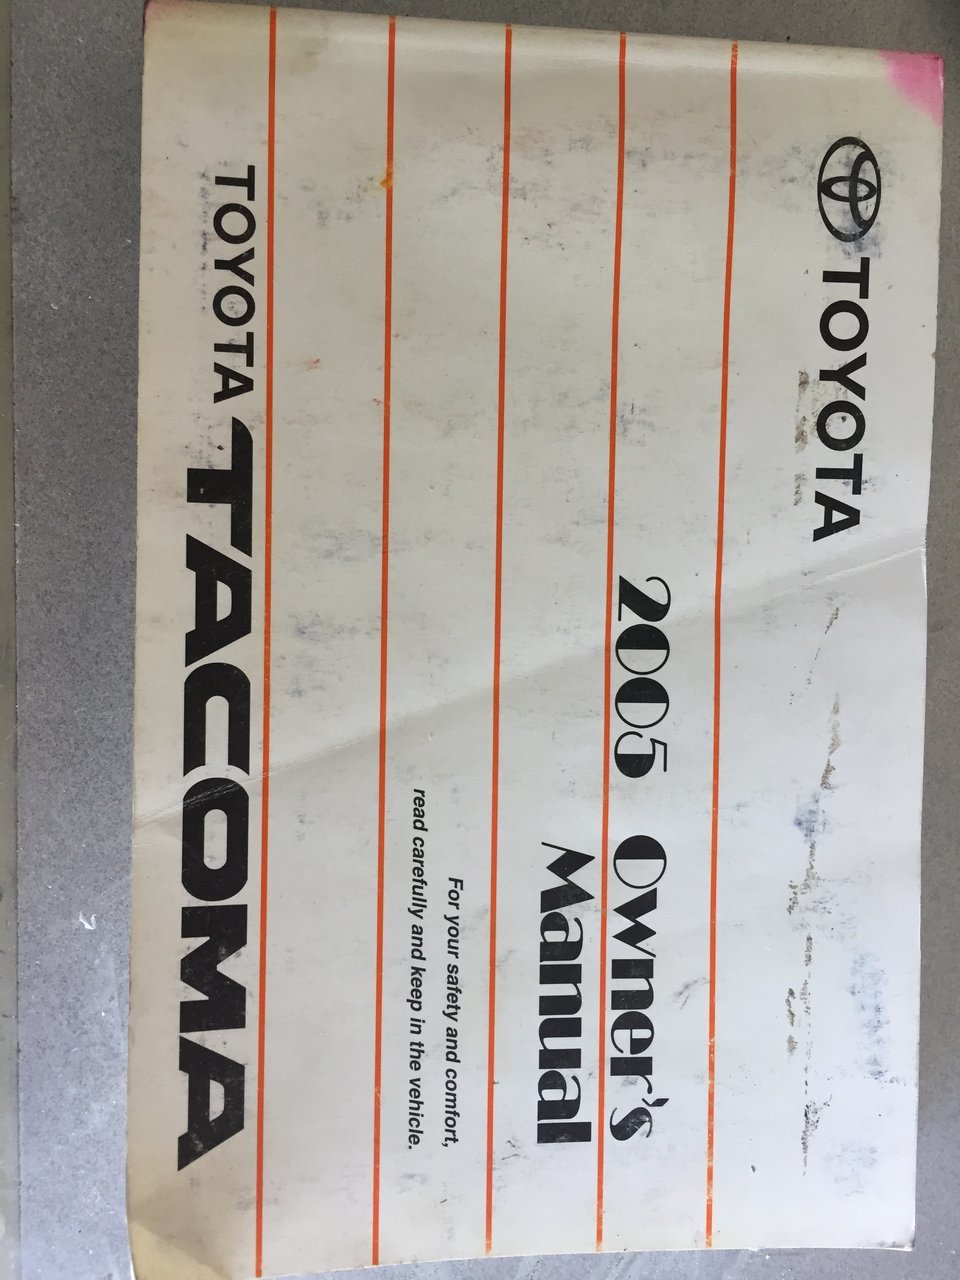 TOYOTA
2005 Owner's
Manual
For your safety and comfort,
read carefully and keep in the vehicle.
TOYOTA TACOMA